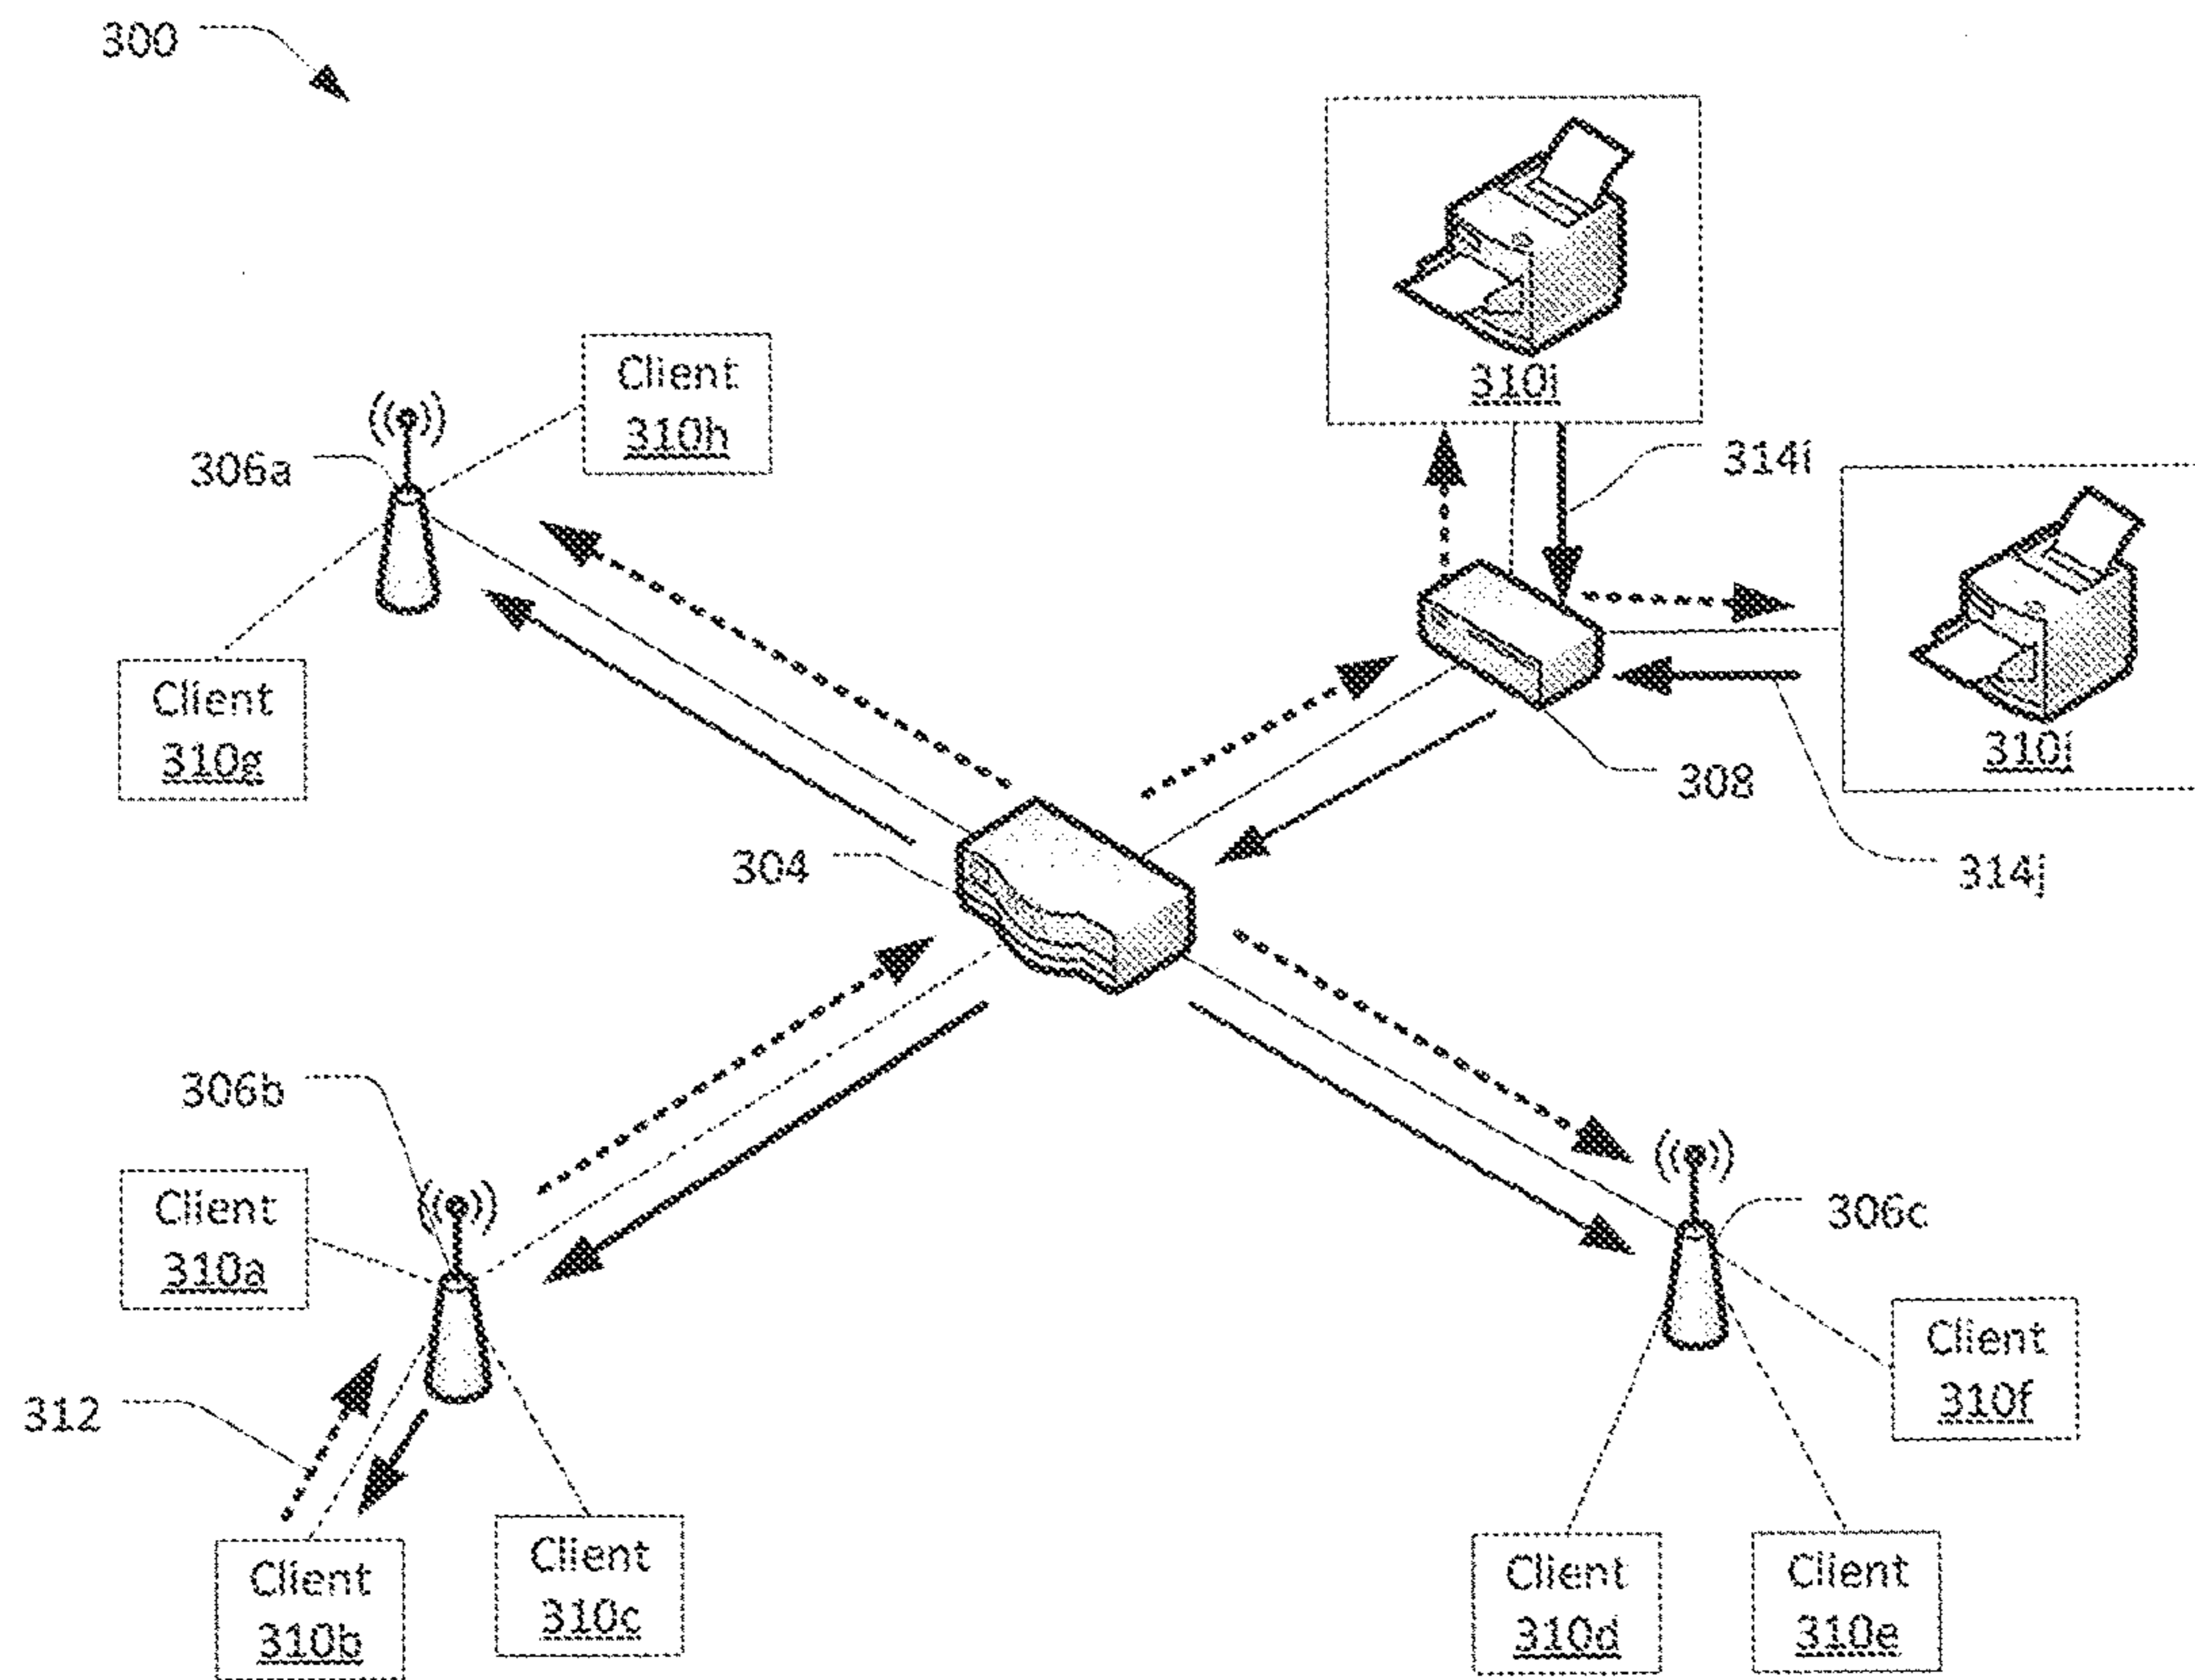 300
310i
Client
310h
306a
314i
Client
310g
310j
308
304
314j
306b
Client
310a
306c
Client
310f
312
Client
310b
Client
310c
Client
310d
Client
310e